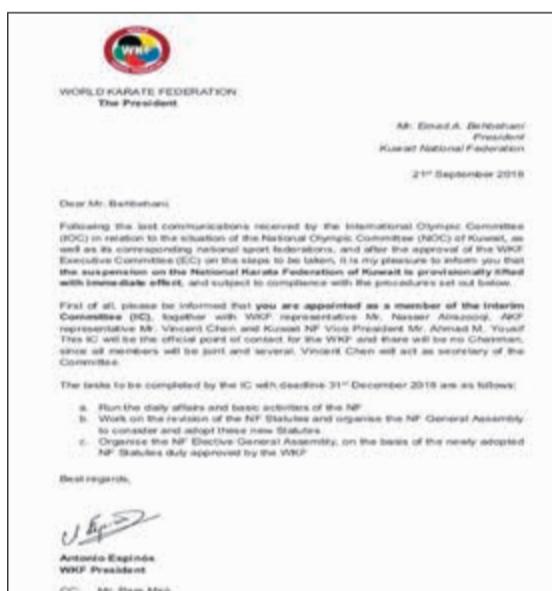 WKF
WORLD KARATE FEDERATION
The President
Mr. Emad A. Behbehani
President
Kuwait National Federation
21st September 2018
Dear Mr. Behbehani,
Following the last communications received by the International Olympic Committee
(IOC) in relation to the situation of the National Olympic Committee (NOC) of Kuwait, as
well as its corresponding national sport federations, and after the approval of the WKF
Executive Committee (EC) on the steps to be taken, it is my pleasure to inform you that
the suspension on the National Karate Federation of Kuwait is provisionally lifted
with immediate effect, and subject to compliance with the procedures set out below.
First of all, please be informed that you are appointed as a member of the Interim
Committee (IC), together with WKF representative Mr. Nasser AKF
representative Mr. Vincent Chen and Kuwait NF Vice President Mr. Ahmad M. Yousif
This IC will be the official point of contact for the WKF and there will be no Chairman,
since all members will be joint and several. Vincent Chen will act as secretary of the
Committee.
The tasks to be completed by the IC with deadline 31st December 2018 are as follows:
a. Run the daily affairs and basic activities of the NF
b. Work on the revision of the NF Statutes and organise the NF General Assembly
to consider and adopt these new Statutes
c. Organise the NF Elective General Assembly, on the basis of the newly adopted
NF Statutes duly approved by the WKF
Best regards,
Antonio Espinós
WKF President
CC: Mr.